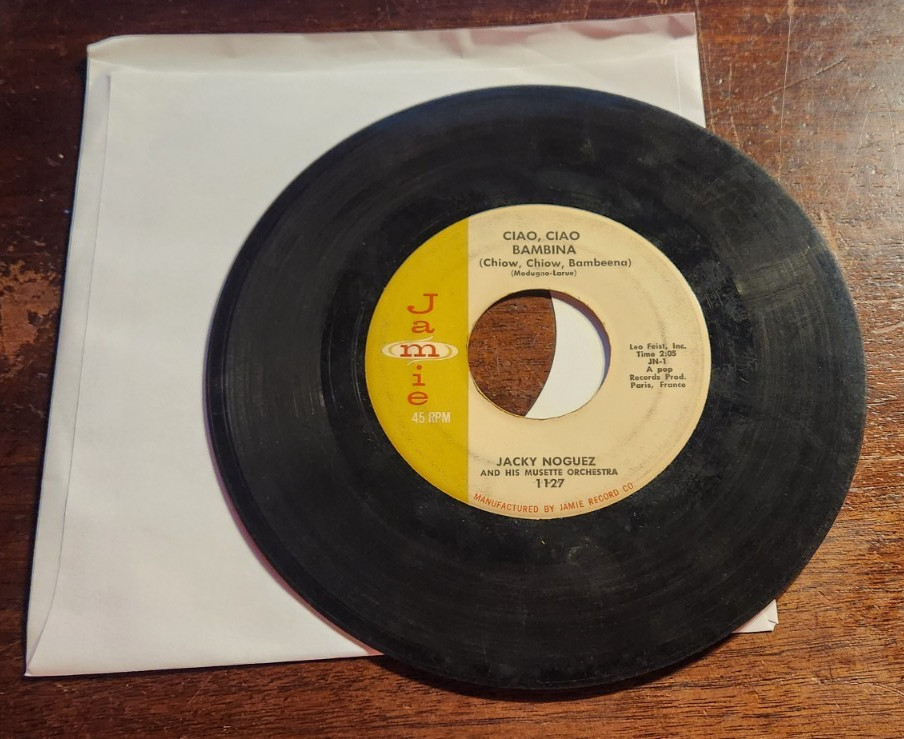 CIAO, CIAO
BAMBINA
(Chiow, Chiow, Bambeena)
(Modugno-Larue)
Jamie
45 RPM
Leo Feist, Inc.
Time 2:05
JN-1
A pop
Records Prod.
Paris, France
JACKY NOGUEZ
AND HIS MUSETTE ORCHESTRA
1127
MANUFACTURED BY JAMIE RECORD CO